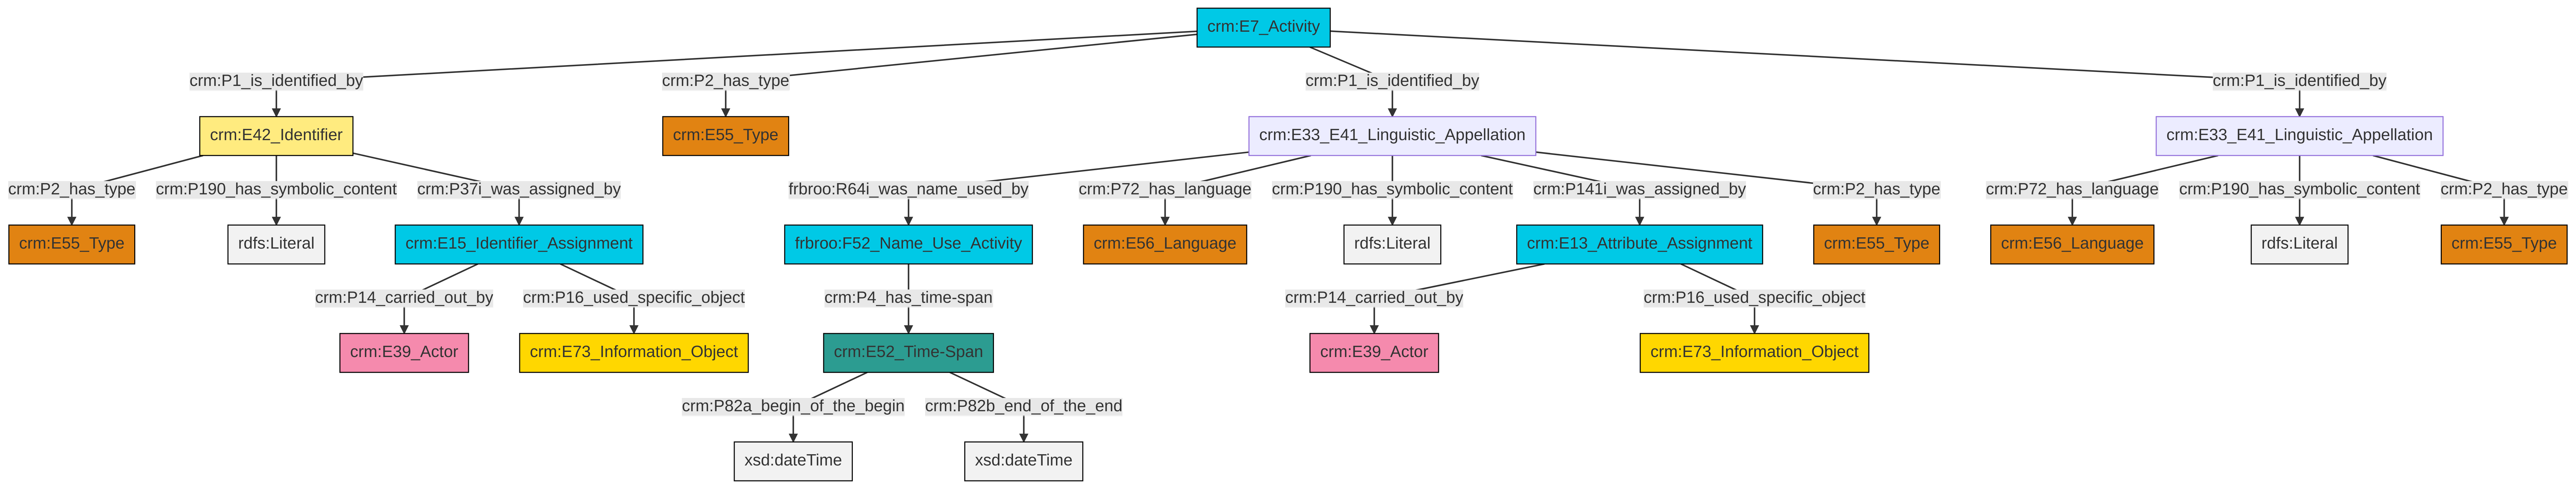 crm:E7_Activity
crm:P1_is_identified_by
crm:P2_has_type
crm:P1_is_identified_by
crm:P1_is_identified_by
crm:E42_Identifier
crm:E55_Type
crm:E33_E41_Linguistic_Appellation
crm:E33_E41_Linguistic_Appellation
crm:P2_has_type
crm:P190_has_symbolic_content
crm:P37i_was_assigned_by
frbroo:R64i_was_name_used_by
crm:P72_has_language
crm:P190_has_symbolic_content
crm:P141i_was_assigned_by
crm:P2_has_type
crm:P72_has_language
crm:P190_has_symbolic_content
crm:P2_has_type
crm:E55_Type
rdfs:Literal
crm:E15_Identifier_Assignment
frbroo:F52_Name_Use_Activity
crm:E56_Language
rdfs:Literal
crm:E13_Attribute_Assignment
crm:E55_Type
crm:E56_Language
rdfs:Literal
crm:E55_Type
crm:P14_carried_out_by
crm:P16_used_specific_object
crm:P4_has_time-span
crm:P14_carried_out_by
crm:P16_used_specific_object
crm:E39_Actor
crm:E73_Information_Object
crm:E52_Time-Span
crm:E39_Actor
crm:E73_Information_Object
crm:P82a_begin_of_the_begin
crm:P82b_end_of_the_end
xsd:dateTime
xsd:dateTime